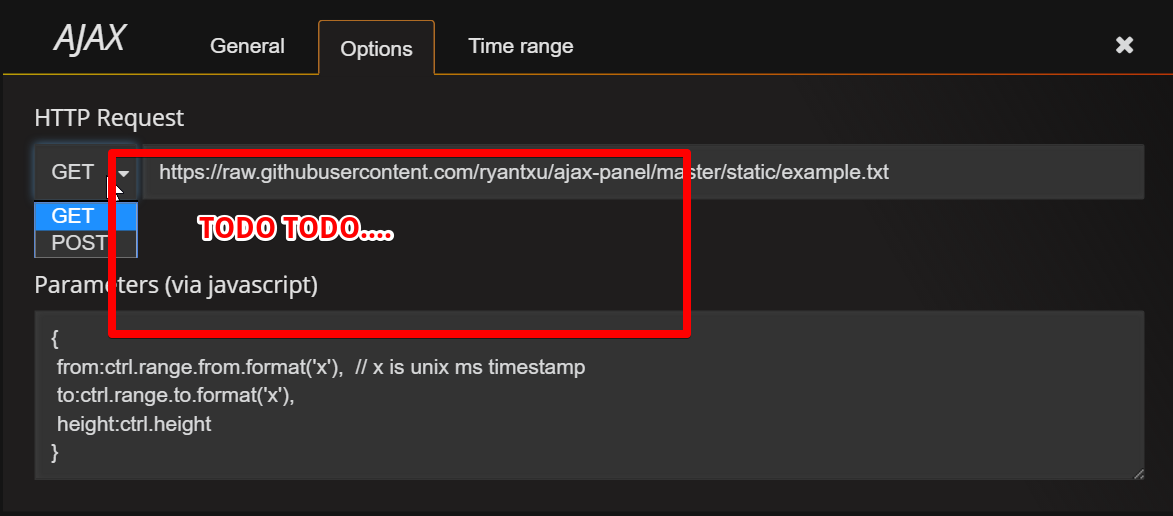 AJAX
General
Options
Time range
HTTP Request
GET
https://raw.githubusercontent.com/ryantxu/ajax-panel/master/static/example.txt
GET
POST
TODO TODO....
Parameters (via javascript)
{
from:ctrl.range.from.format('x'),  // x is unix ms timestamp
to:ctrl.range.to.format('x'),
height:ctrl.height
}